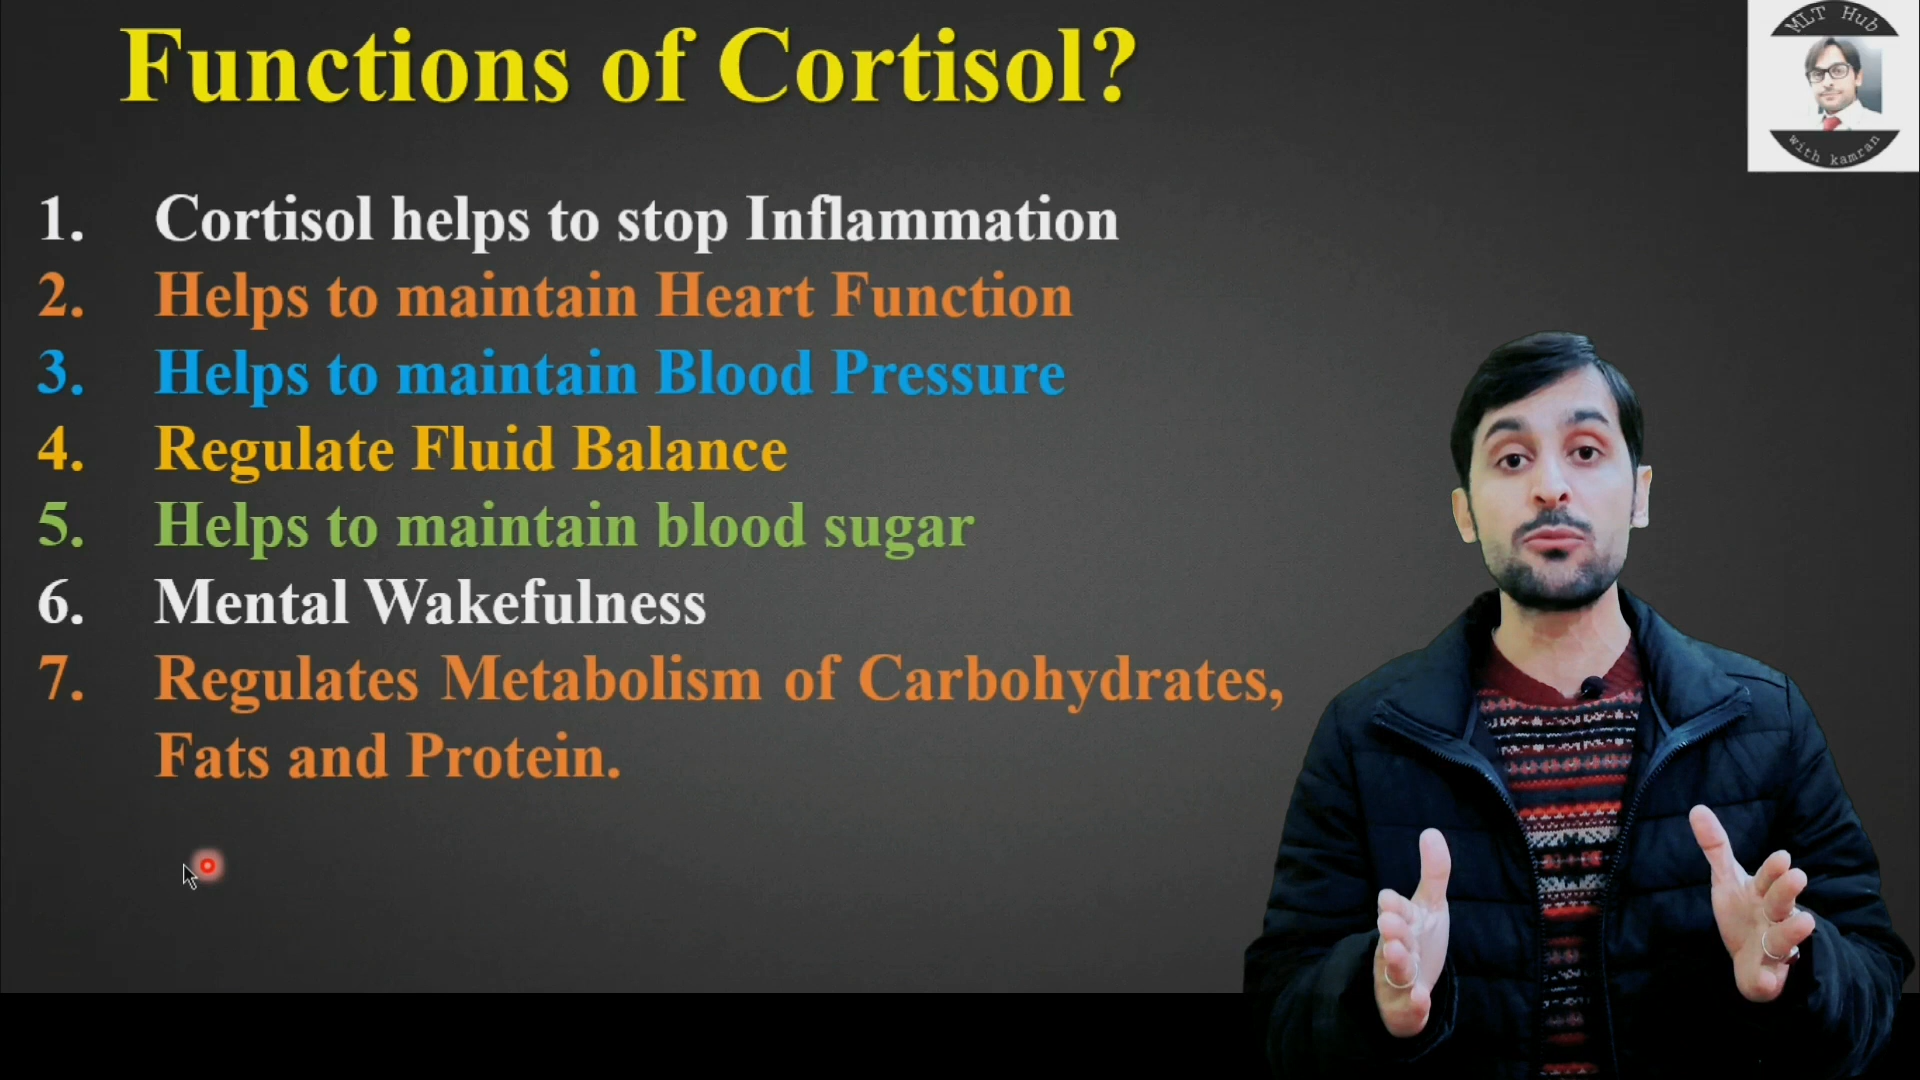 Functions of Cortisol?
MLT Hub
with kamran
1. Cortisol helps to stop Inflammation
2. Helps to maintain Heart Function
3. Helps to maintain Blood Pressure
4. Regulate Fluid Balance
5. Helps to maintain blood sugar
6. Mental Wakefulness
7. Regulates Metabolism of Carbohydrates,
Fats and Protein.